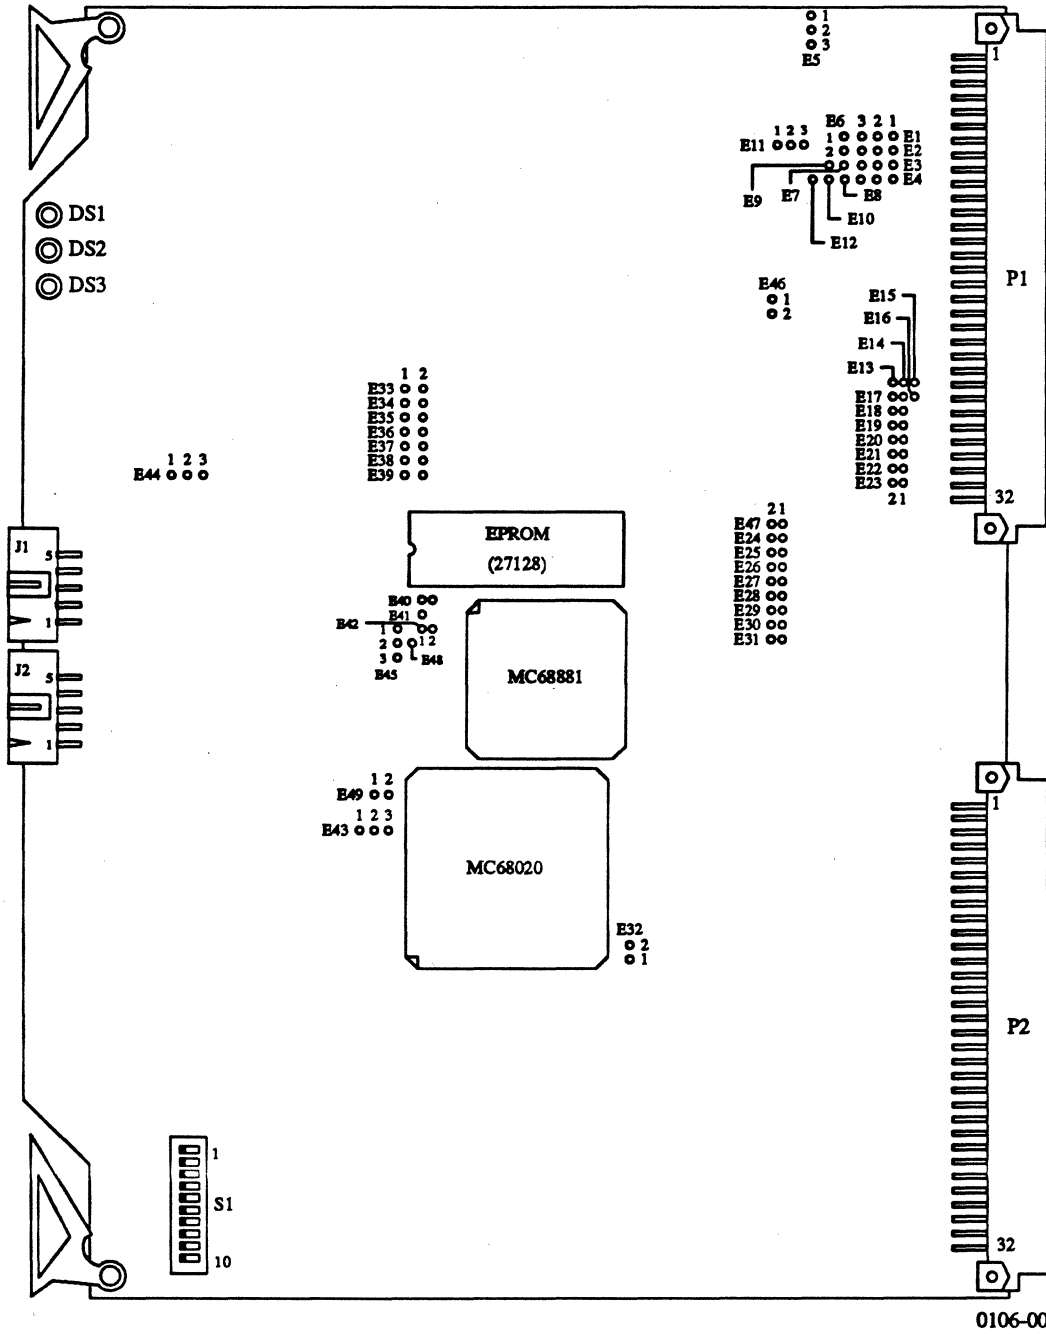 1
2
3
E5
1
E6 3 2 1
1 2 3
E11
1
2
E1
E2
E3
E4
E9
E7
E8
E10
E12
DS1
DS2
DS3
P1
E46
1
2
E15
E16
E14
E13
E17
E18
E19
E20
E21
E22
E23
2 1
1 2
E33
E34
E35
E36
E37
E38
E39
1 2 3
E44
32
EPROM
(27128)
2 1
E47
E24
E25
E26
E27
E28
E29
E30
E31
J1
5
1
E40
E41
E42
1
2
3
1 2
E48
E45
J2
5
1
MC68881
1 2
E49
1 2 3
E43
MC68020
E32
2
1
1
P2
32
1
S1
10
0106-00